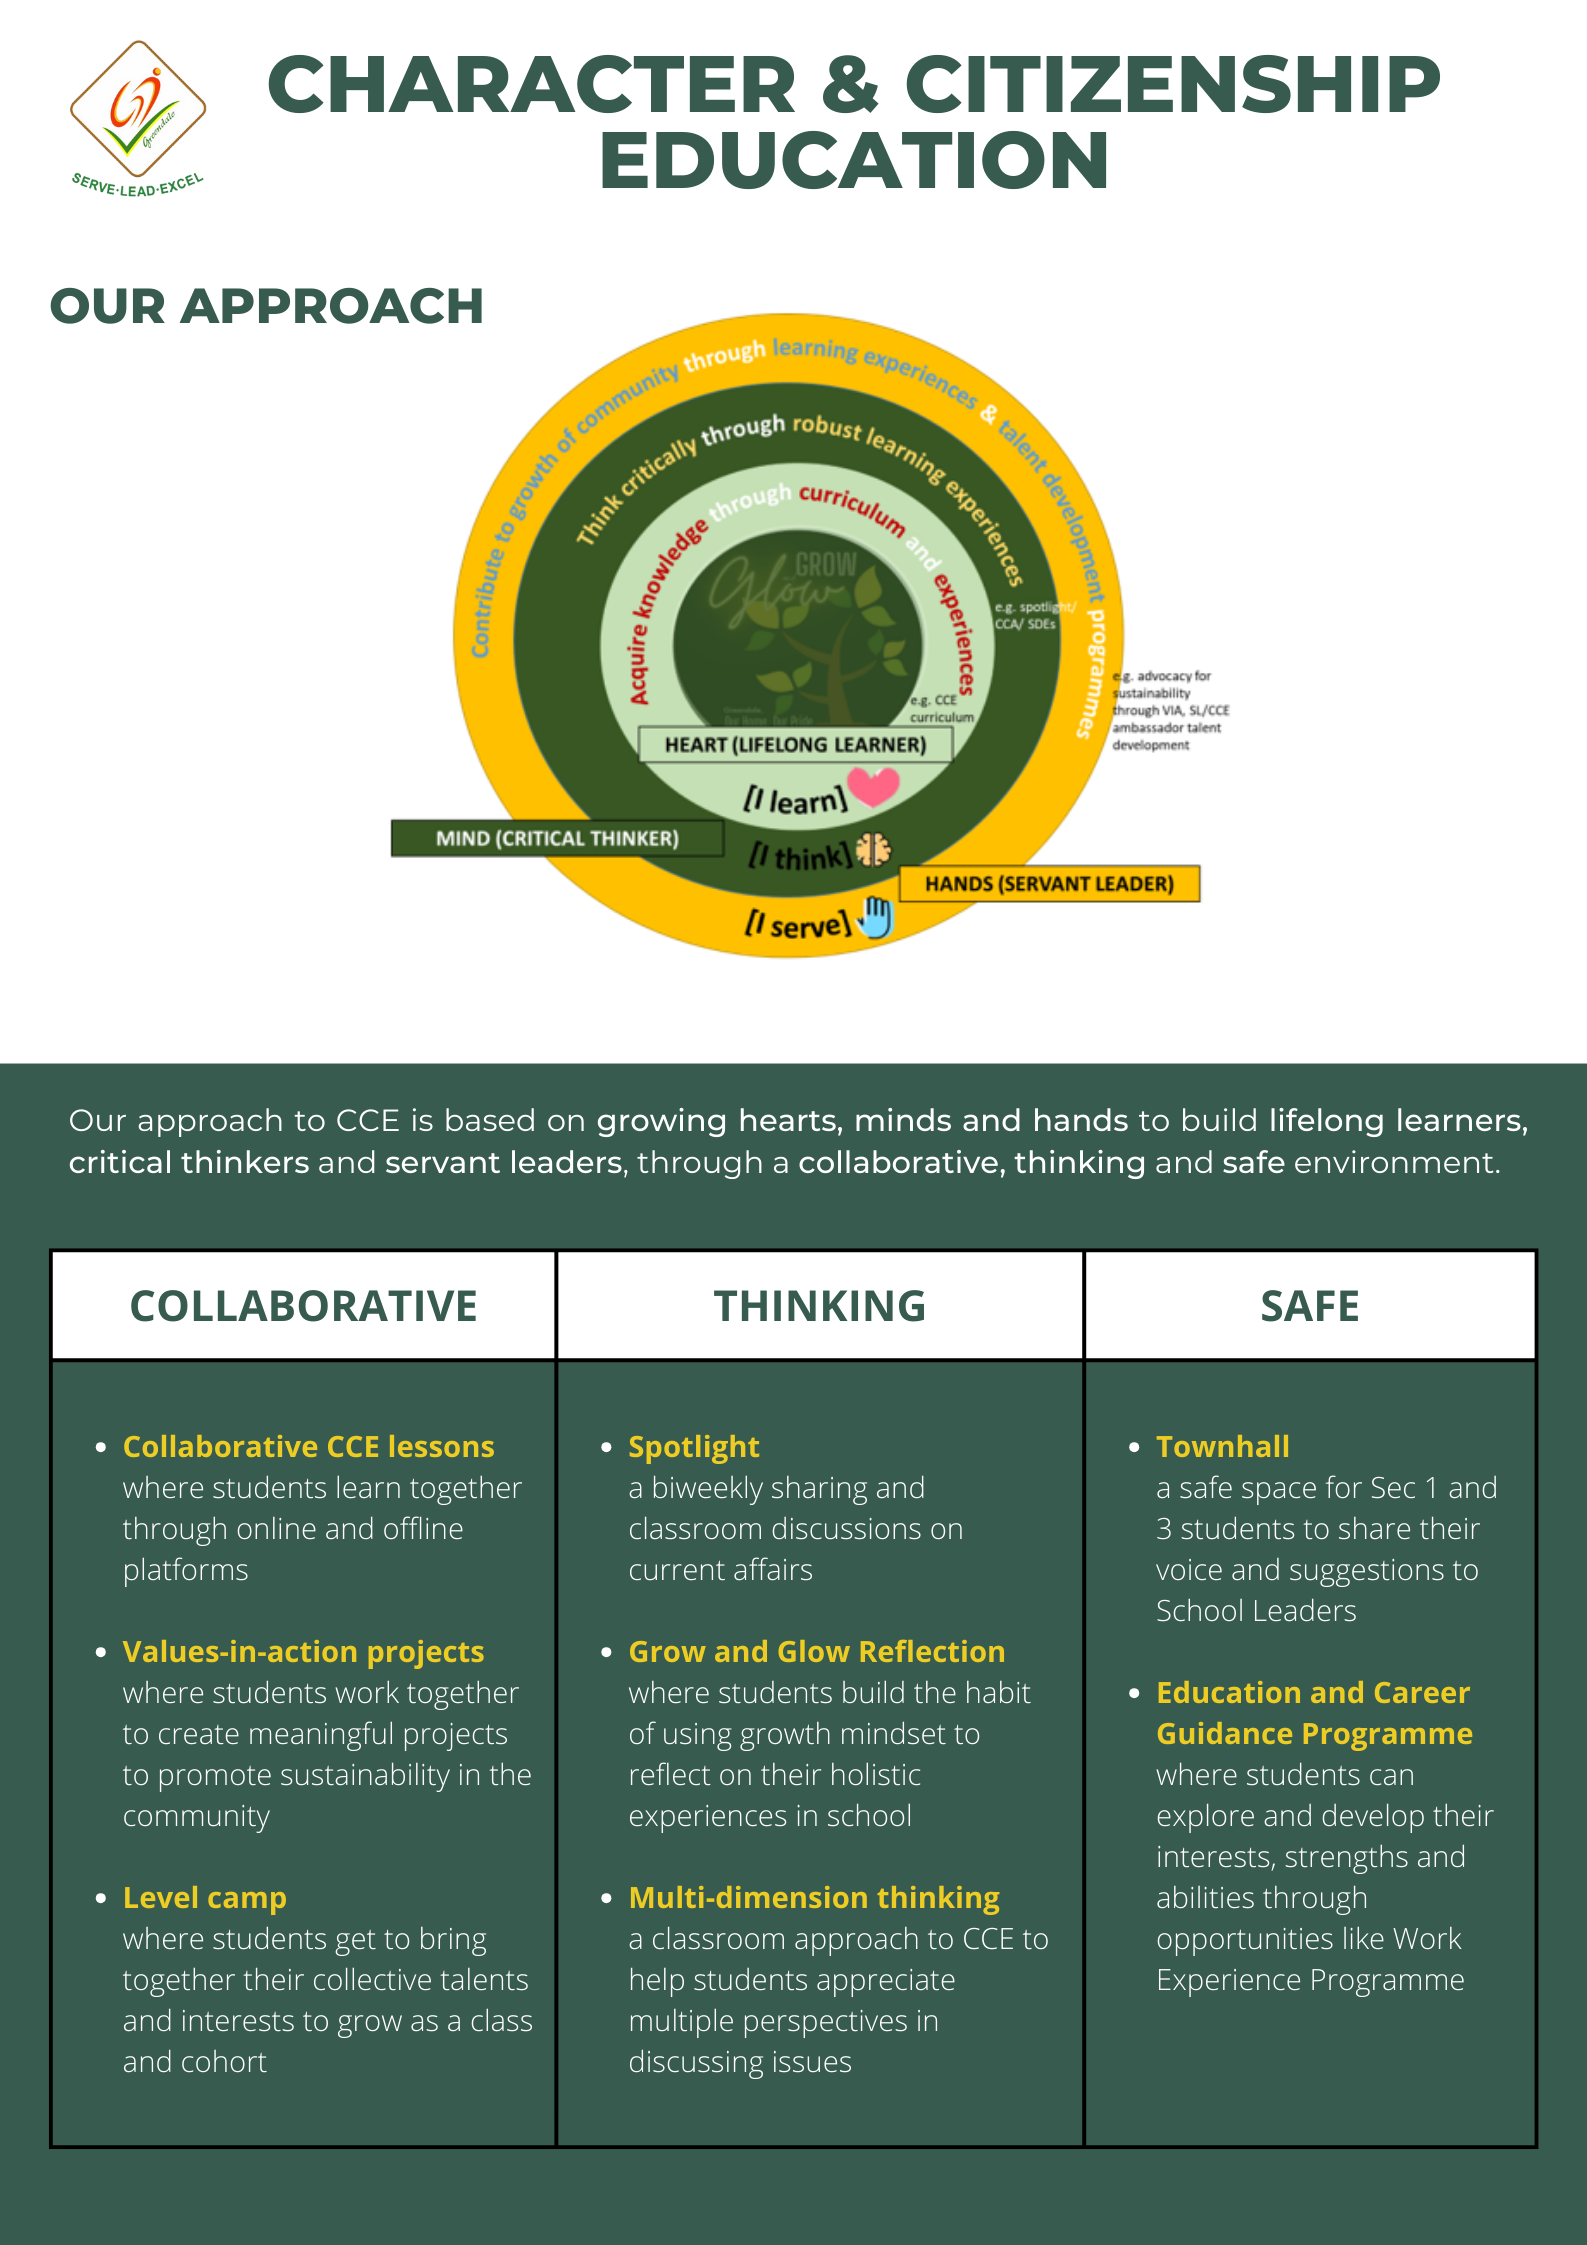 Greendale
SERVE·LEAD·EXCEL
CHARACTER & CITIZENSHIP
EDUCATION
OUR APPROACH
Contribute to growth of community through learning experiences & talent development programmes
Think critically through robust learning experiences
Acquire knowledge through curriculum and experiences
GROW
Glow
e.g. spotlight/
CCA/ SDEs
e.g. advocacy for
sustainability
through VIA, SL/CCE
ambassador talent
development
e.g. CCE
curriculum
Greendale
Our Home, Our Pride
HEART (LIFELONG LEARNER)
[I learn]
MIND (CRITICAL THINKER)
[I think]
HANDS (SERVANT LEADER)
[I serve]
Our approach to CCE is based on growing hearts, minds and hands to build lifelong learners,
critical thinkers and servant leaders, through a collaborative, thinking and safe environment.
COLLABORATIVE
Collaborative CCE lessons
where students learn together
through online and offline
platforms
Values-in-action projects
where students work together
to create meaningful projects
to promote sustainability in the
community
Level camp
where students get to bring
together their collective talents
and interests to grow as a class
and cohort
THINKING
Spotlight
a biweekly sharing and
classroom discussions on
current affairs
Grow and Glow Reflection
where students build the habit
of using growth mindset to
reflect on their holistic
experiences in school
Multi-dimension thinking
a classroom approach to CCE to
help students appreciate
multiple perspectives in
discussing issues
SAFE
Townhall
a safe space for Sec 1 and
3 students to share their
voice and suggestions to
School Leaders
Education and Career
Guidance Programme
where students can
explore and develop their
interests, strengths and
abilities through
opportunities like Work
Experience Programme